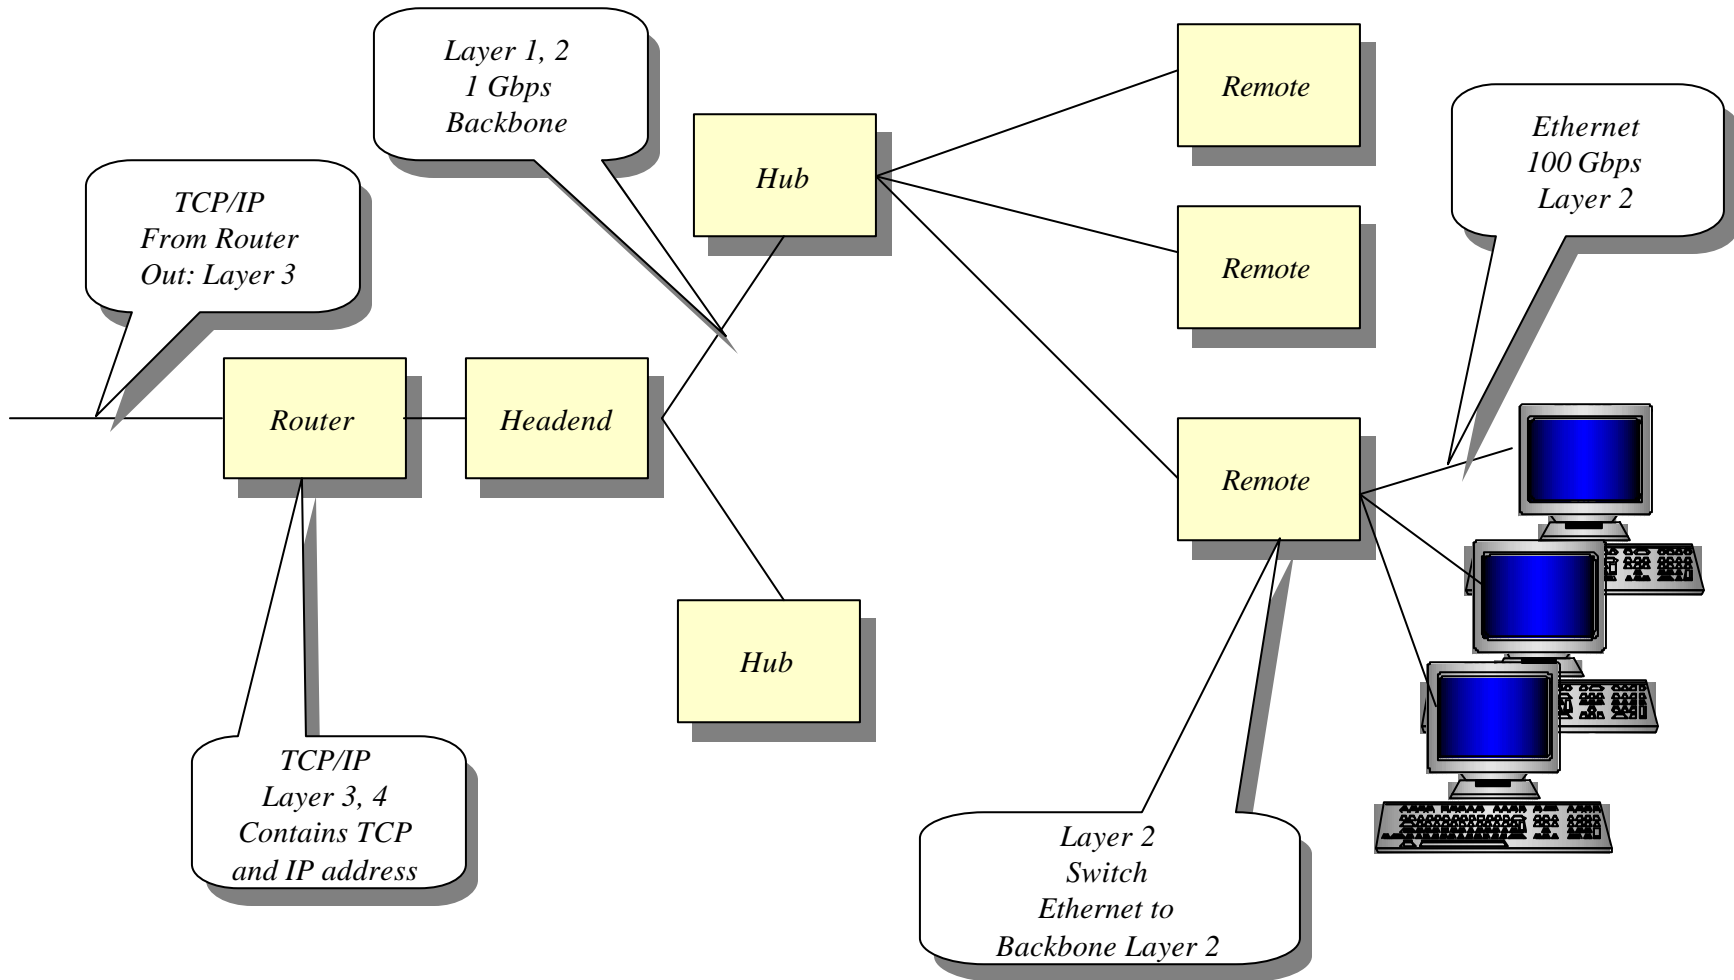 Layer 1, 2
1 Gbps
Backbone
Remote
Ethernet
100 Gbps
Layer 2
Hub
TCP/IP
From Router
Out: Layer 3
Remote
Router
Headend
Remote
Hub
TCP/IP
Layer 3, 4
Contains TCP
and IP address
Layer 2
Switch
Ethernet to
Backbone Layer 2